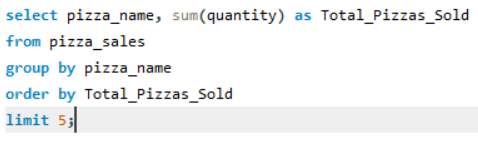 select pizza_name, sum(quantity) as Total_Pizzas_Sold
from pizza_sales
group by pizza_name
order by Total_Pizzas_Sold
limit 5;